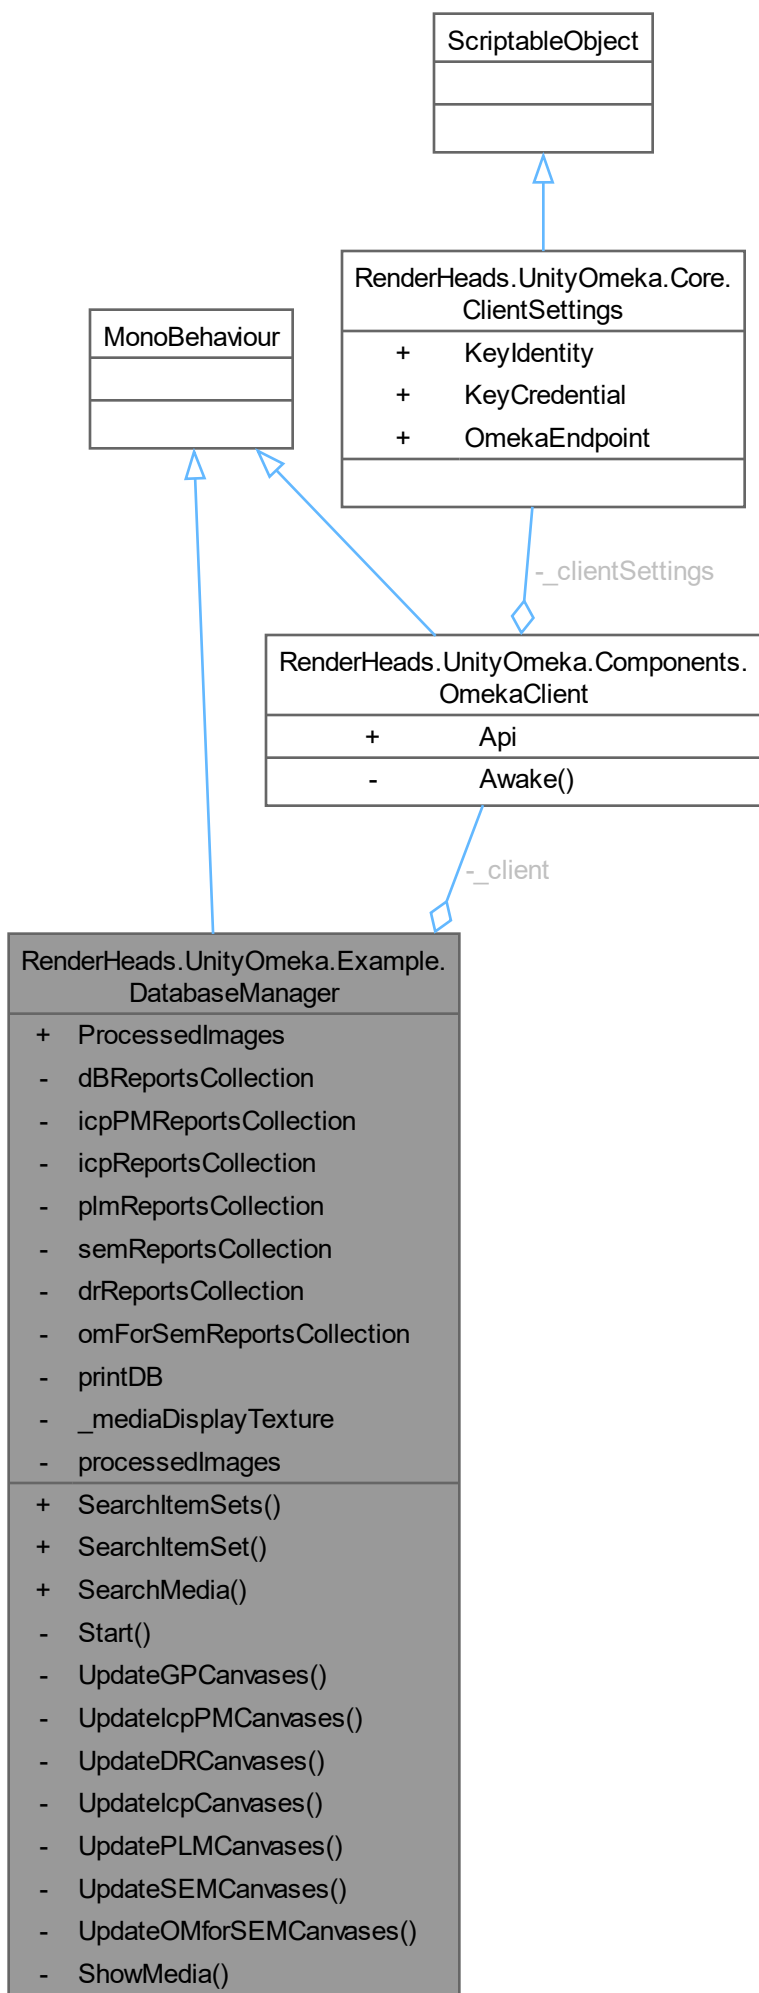 ScriptableObject
RenderHeads.UnityOmeka.Core.
ClientSettings
+ KeyIdentity
+ KeyCredential
+ OmekaEndpoint
MonoBehaviour
-_clientSettings
RenderHeads.UnityOmeka.Components.
OmekaClient
+ Api
- Awake()
-_client
RenderHeads.UnityOmeka.Example.
DatabaseManager
+ ProcessedImages
- dBReportsCollection
- icpPMReportsCollection
- icpReportsCollection
- plmReportsCollection
- semReportsCollection
- drReportsCollection
- omForSemReportsCollection
- printDB
- _mediaDisplayTexture
- processedImages
+ SearchItemSets()
+ SearchItemSet()
+ SearchMedia()
- Start()
- UpdateGPCanvases()
- UpdateIcpPMCanvases()
- UpdateDRCanvases()
- UpdateIcpCanvases()
- UpdatePLMCanvases()
- UpdateSEMCanvases()
- UpdateOMforSEMCanvases()
- ShowMedia()